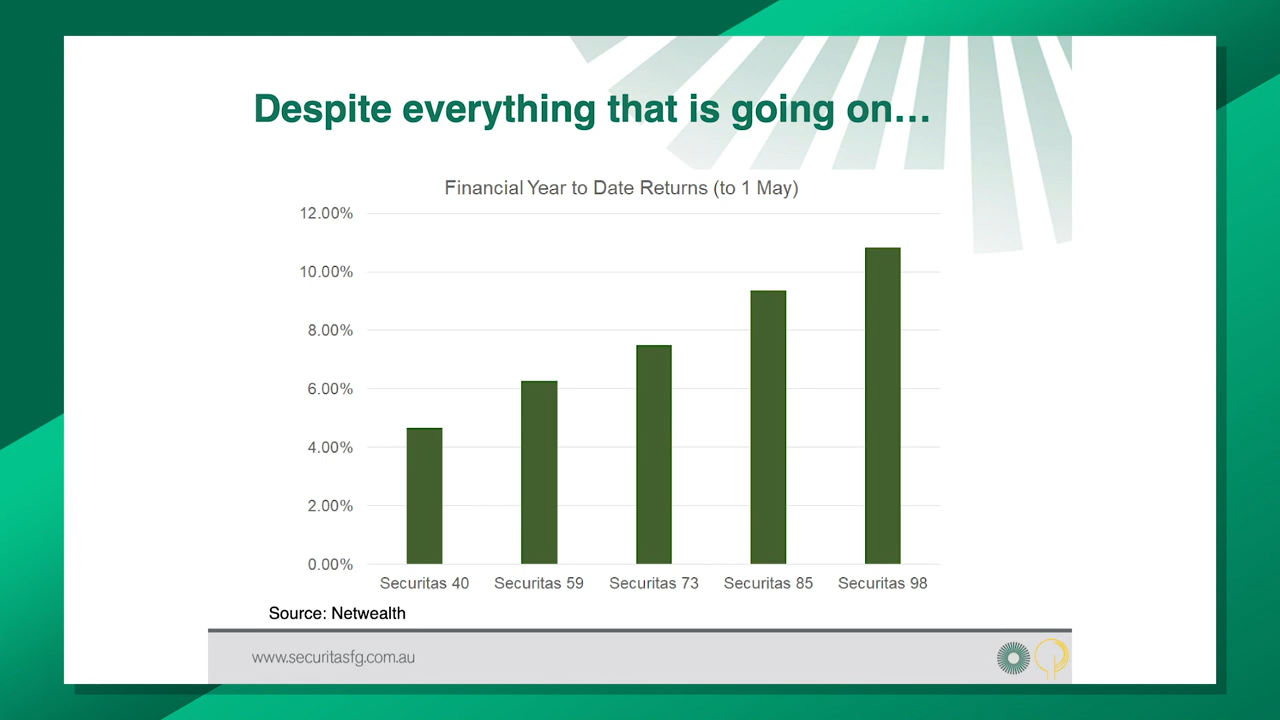 Despite everything that is going on...
Financial Year to Date Returns (to 1 May)
12.00%
10.00%
8.00%
6.00%
4.00%
2.00%
0.00%
Securitas 40 Securitas 59 Securitas 73 Securitas 85 Securitas 98
Source: Netwealth
www.securitasfg.com.au